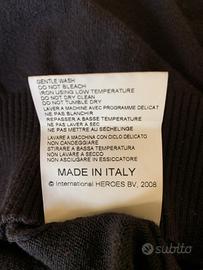 GENTLE WASH
DO NOT BLEACH
IRON USING LOW TEMPERATURE
DO NOT DRY CLEAN
DO NOT TUMBLE DRY
LAVER A MACHINE AVEC PROGRAMME DELICAT
NE PAS BLANCHIR
REPASSER A BASSE TEMPERATURE
NE PAS LAVER A SEC
NE PAS METTRE AU SECHELINGE
LAVARE A MACCHINA CON CICLO DELICATO
NON CANDEGGIARE
STIRARE A BASSA TEMPERATURA
NON LAVARE A SECCO
NON ASCIUGARE IN ESSICCATORE
MADE IN ITALY
© International HEROES BV, 2008
subito